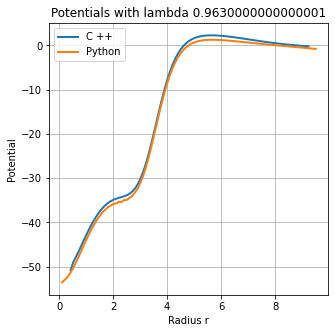 Potentials with lambda 0.9630000000000001
C ++
Python
0
−10
−20
−30
−40
−50
Potential
0
2
4
6
8
Radius r